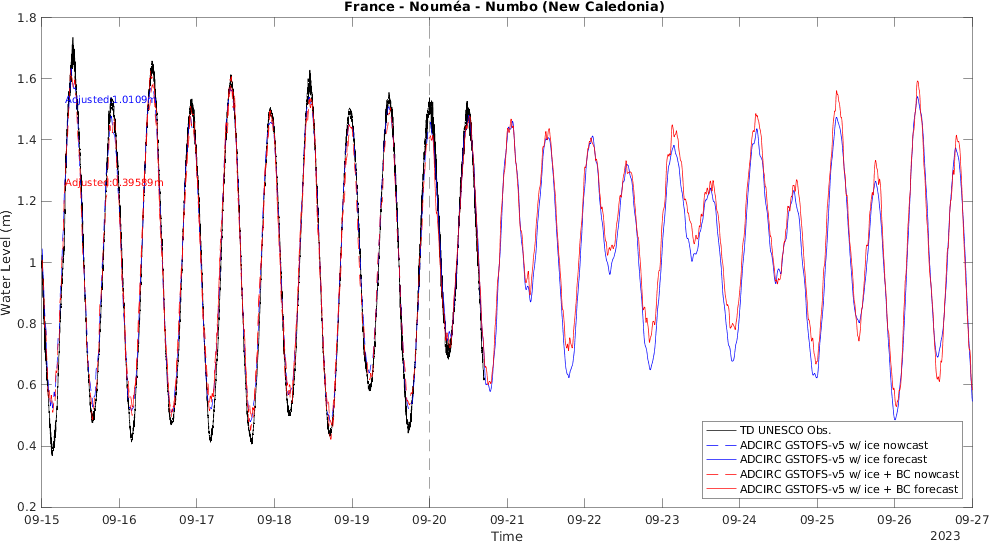 France - Nouméa - Numbo (New Caledonia)
1.8
1.6
1.4
1.2
1
0.8
0.6
0.4
0.2
Water Level (m)
Adjusted:1.0109m
Adjusted:0.39589m
TD UNESCO Obs.
ADCIRC GSTOFS-v5 w/ ice nowcast
ADCIRC GSTOFS-v5 w/ ice forecast
ADCIRC GSTOFS-v5 w/ ice + BC nowcast
ADCIRC GSTOFS-v5 w/ ice + BC forecast
09-15 09-16 09-17 09-18 09-19 09-20 09-21 09-22 09-23 09-24 09-25 09-26 09-27
Time 2023